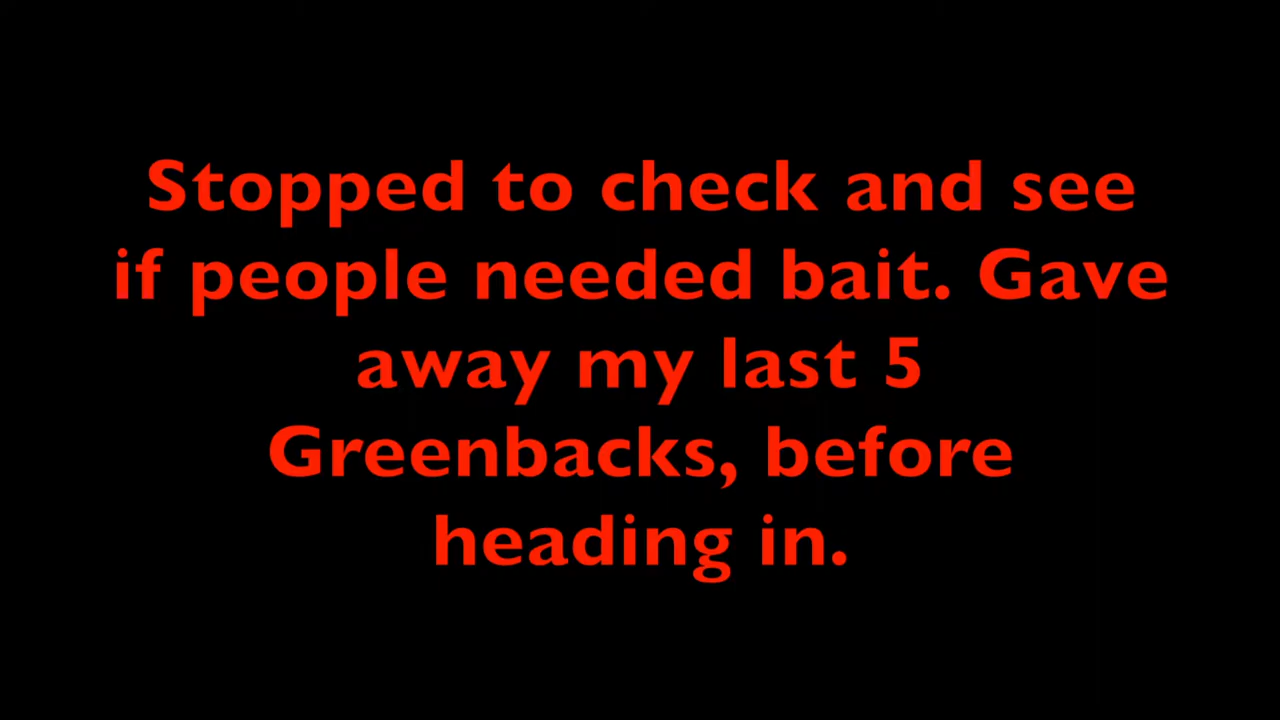 Stopped to check and see
if people needed bait. Gave
away my last 5
Greenbacks, before
heading in.